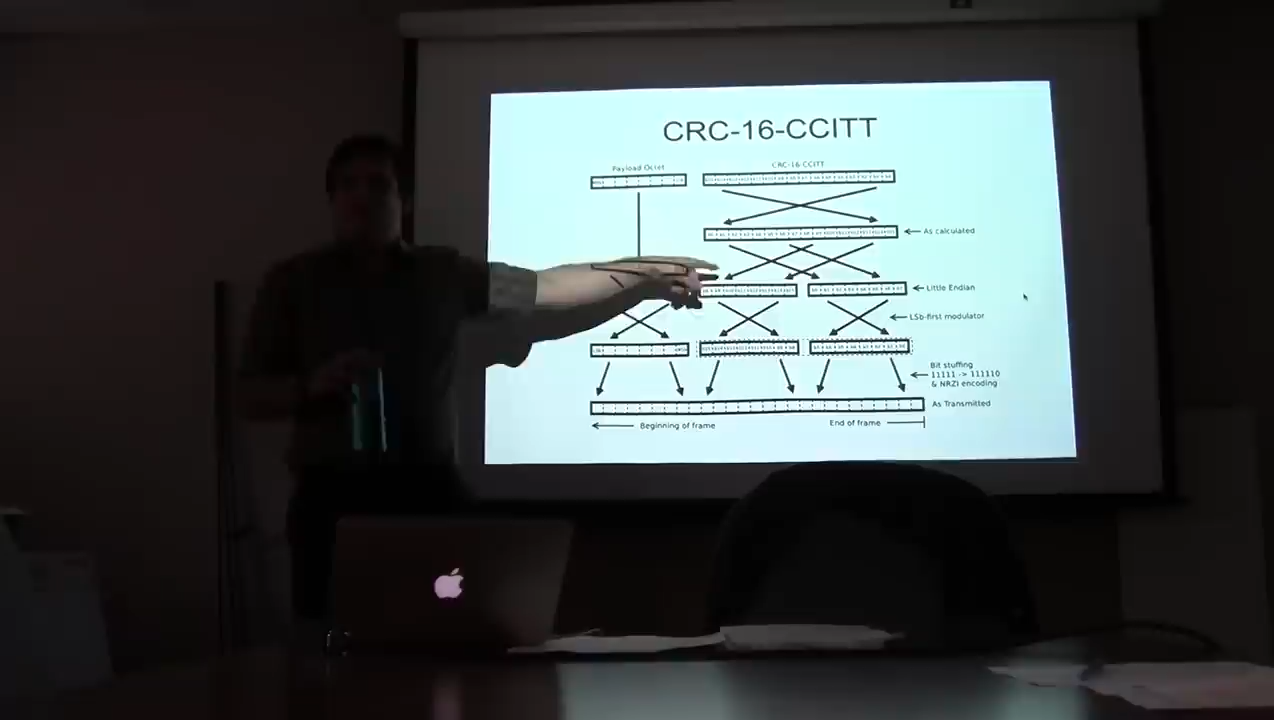 CRC-16-CCITT
Payload Octet
CRC-16-CCITT
As calculated
Little Endian
LSb-first modulator
Bit stuffing
11111 -> 111110
& NRZI encoding
As Transmitted
Beginning of frame
End of frame